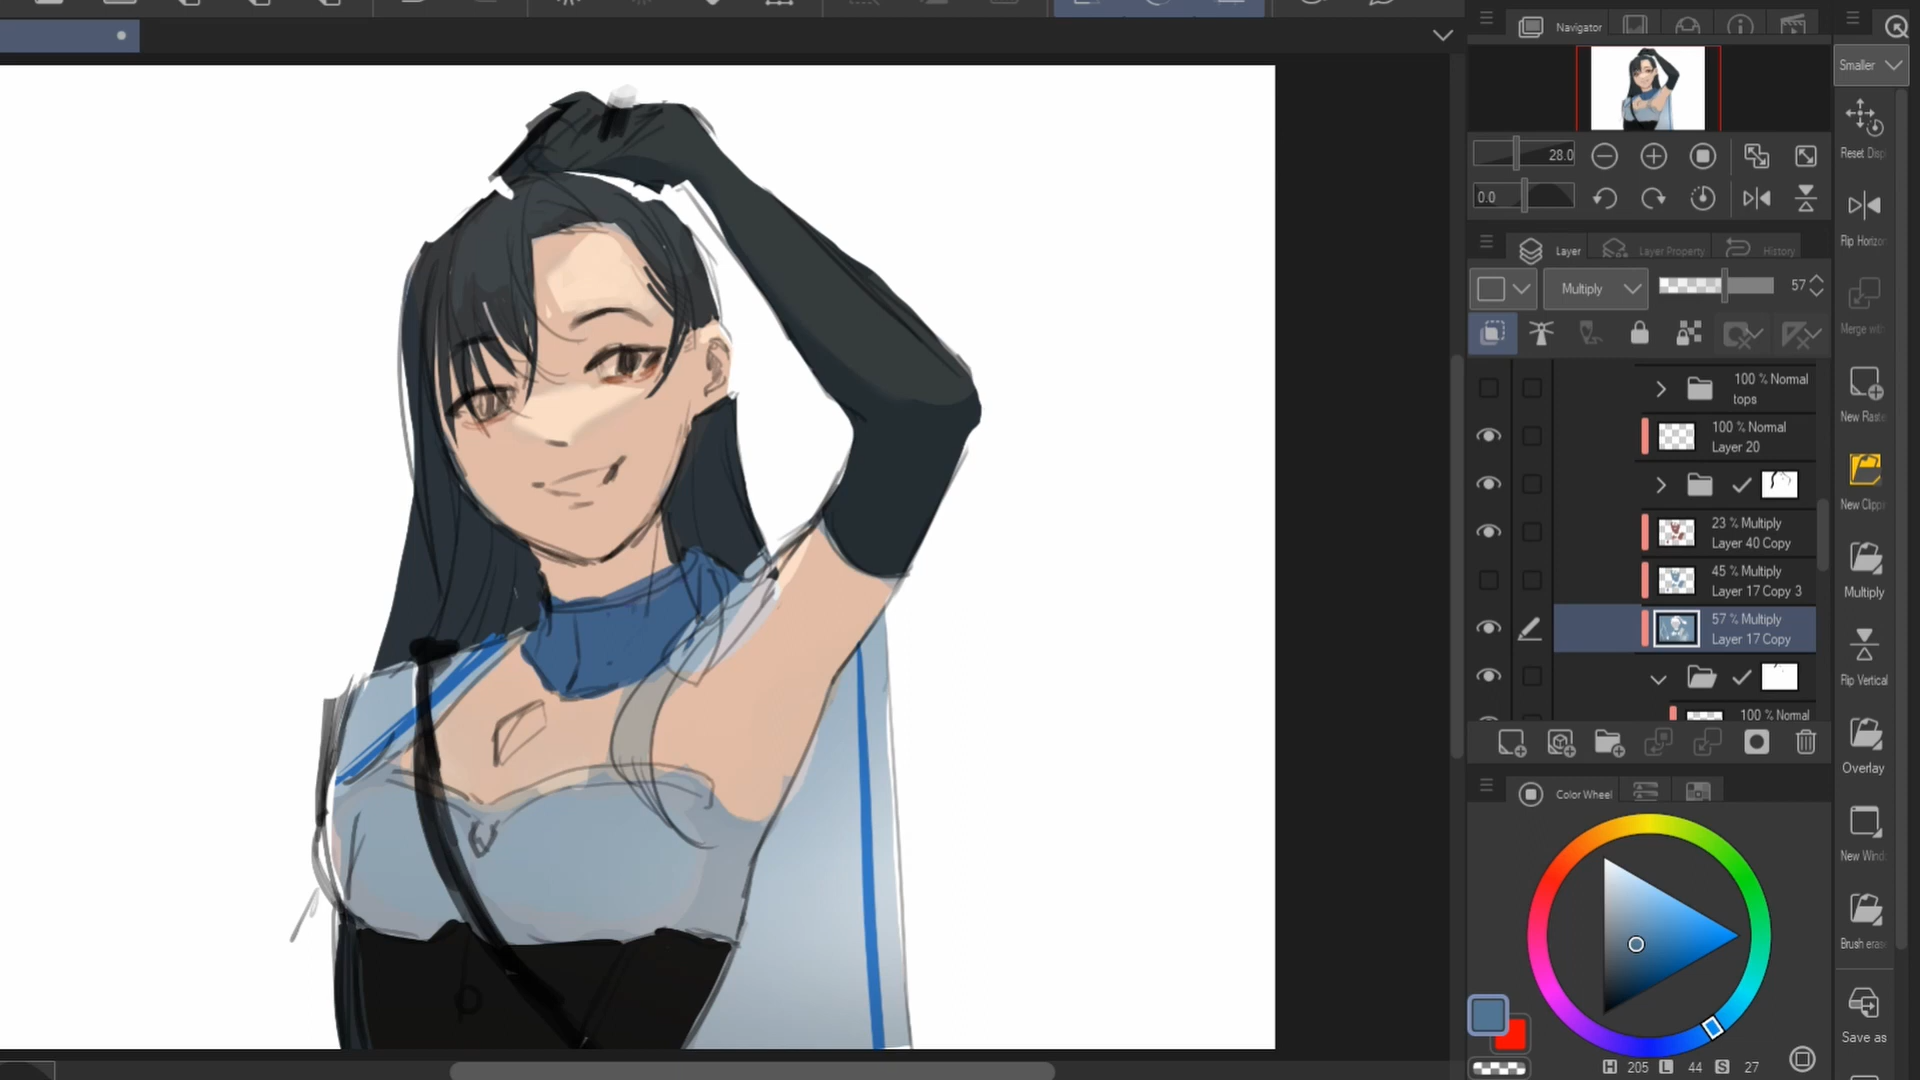 Navigator
Smaller
28.0
Reset Disp
0.0
Flip Horizo
Layer
Layer Property
History
Multiply
57
Merge with
100 % Normal
tops
New Raste
100 % Normal
Layer 20
New Clippi
23 % Multiply
Layer 40 Copy
45 % Multiply
Layer 17 Copy 3
Multiply
57 % Multiply
Layer 17 Copy
Flip Vertical
100 % Normal
Overlay
Color Wheel
New Wind
Brush eras
Save as
H 205 L 44 S 27